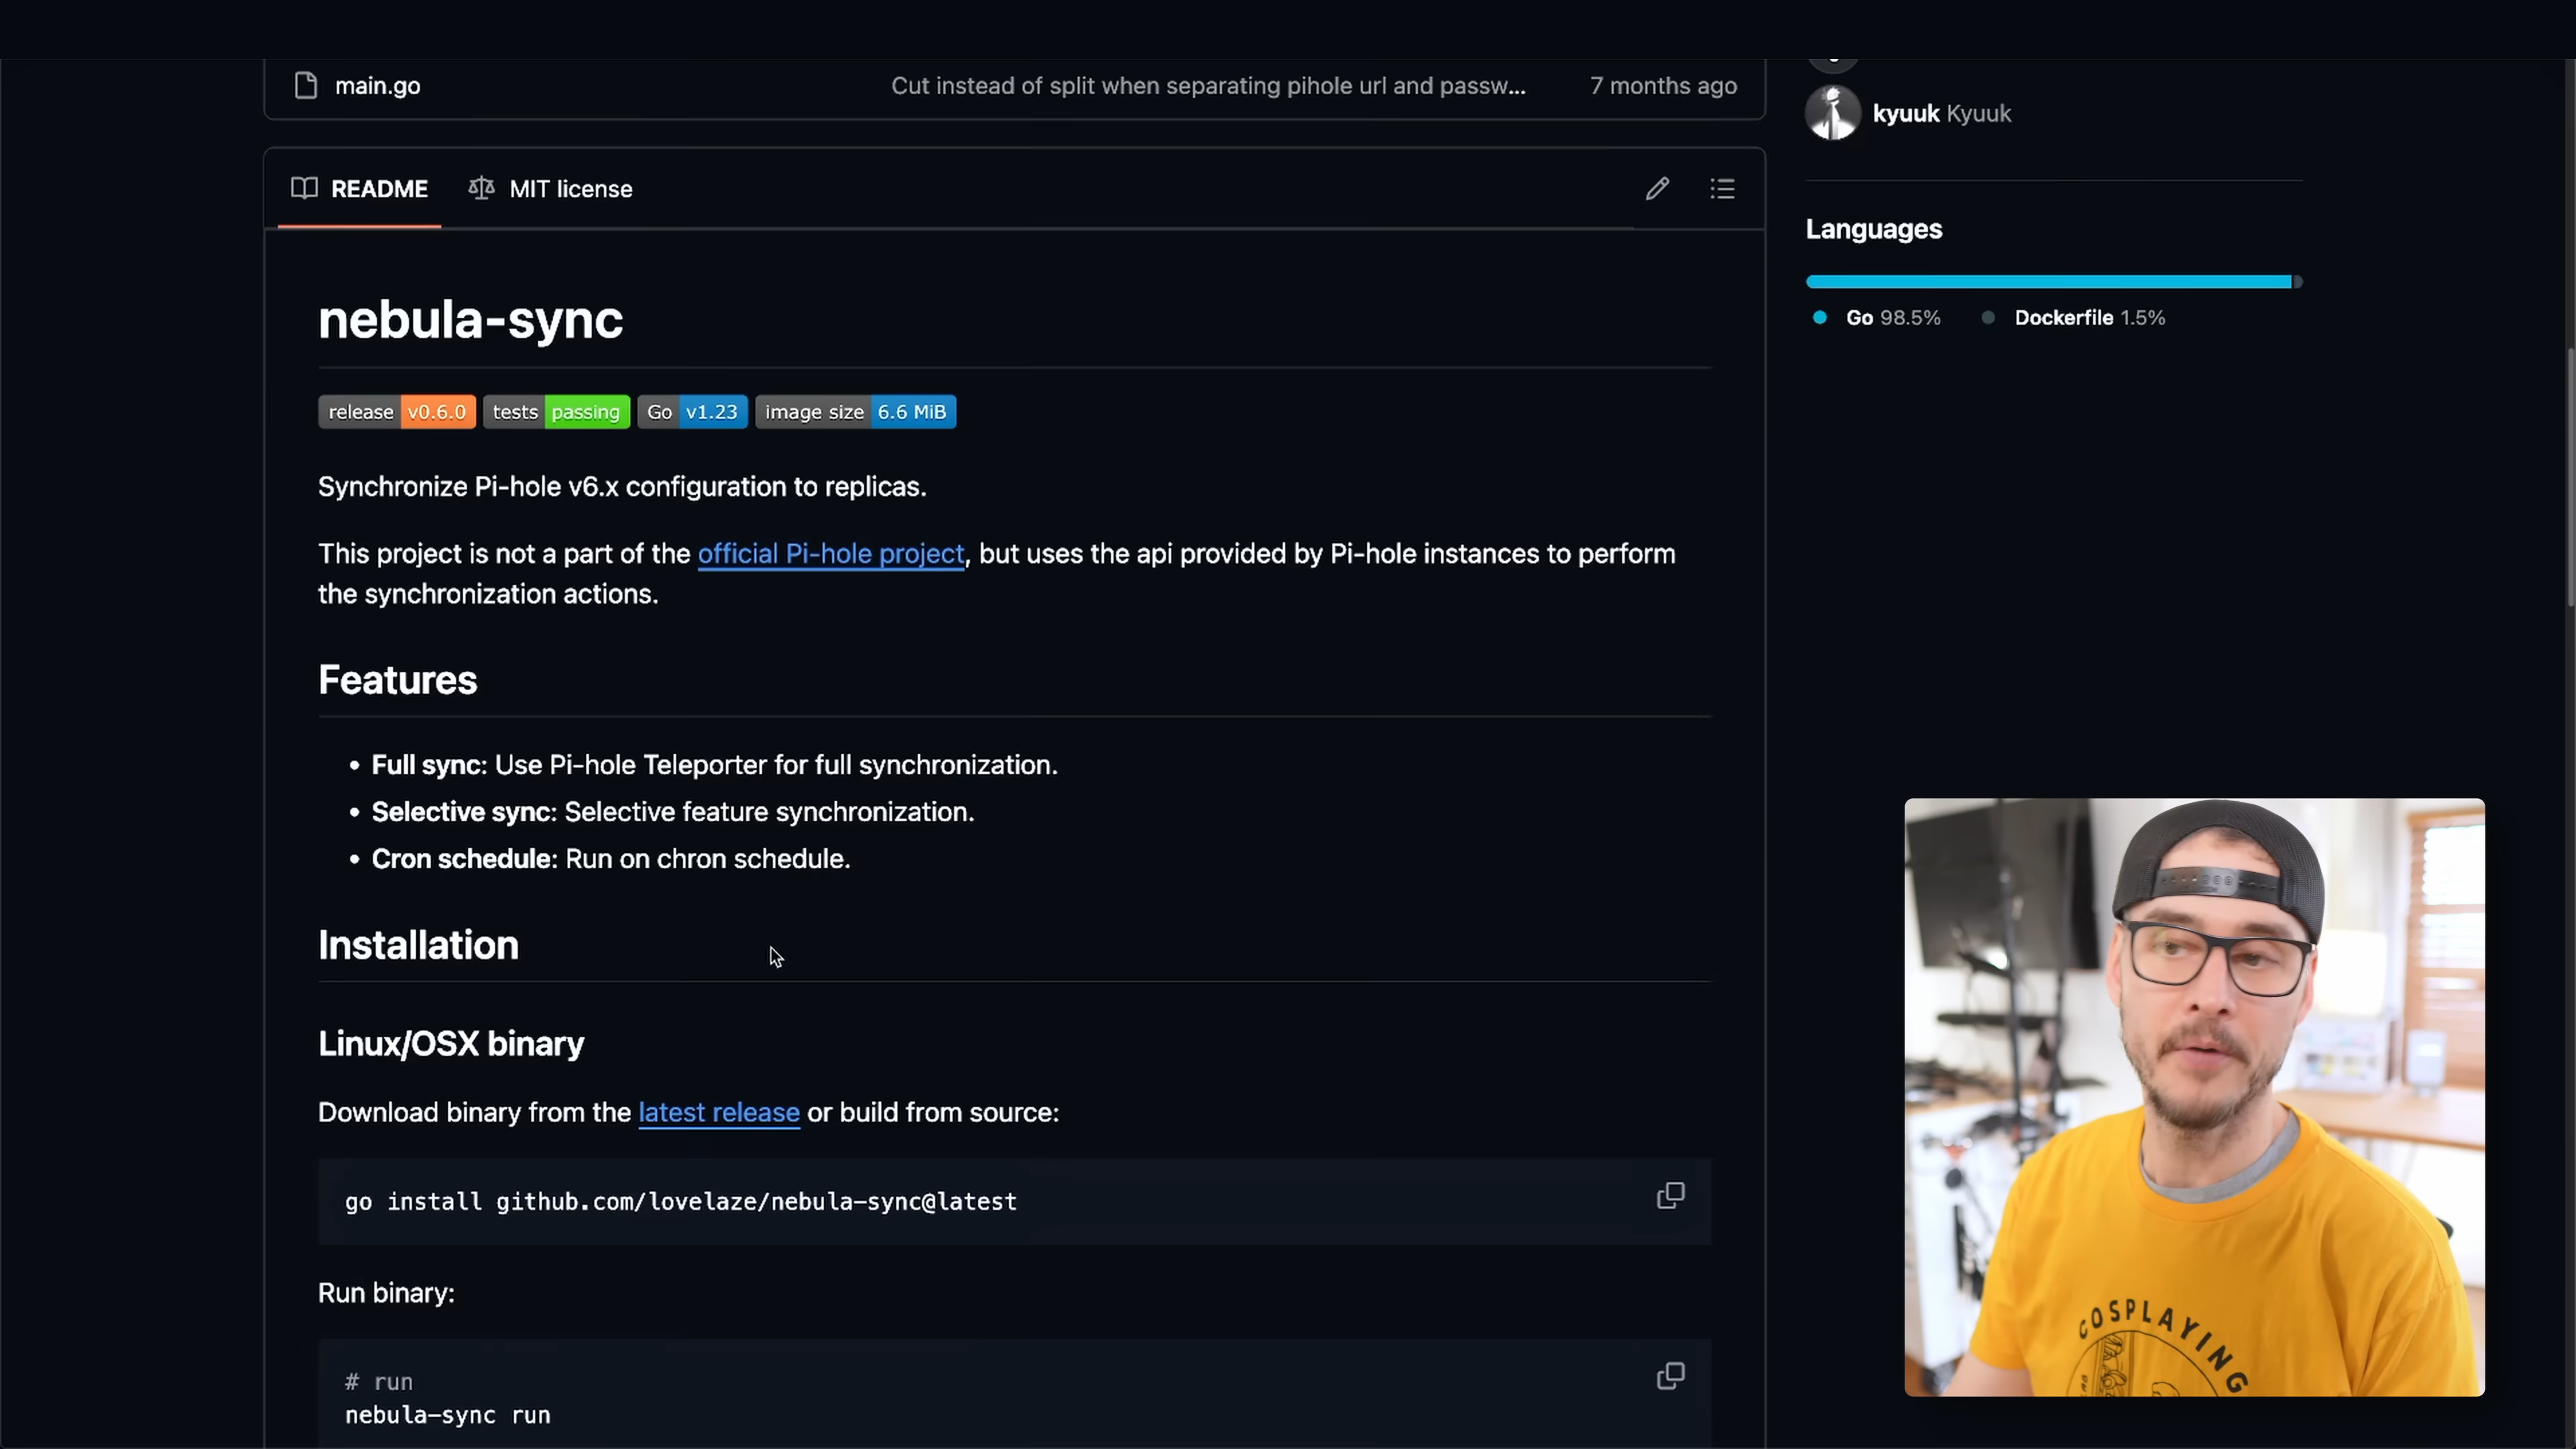 main.go
Cut instead of split when separating pihole url and passw...
7 months ago
kyuuk Kyuuk
README
MIT license
Languages
Go 98.5%
Dockerfile 1.5%
nebula-sync
release v0.6.0
tests passing
Go v1.23
image size 6.6 MiB
Synchronize Pi-hole v6.x configuration to replicas.
This project is not a part of the official Pi-hole project, but uses the api provided by Pi-hole instances to perform
the synchronization actions.
Features
• Full sync: Use Pi-hole Teleporter for full synchronization.
• Selective sync: Selective feature synchronization.
• Cron schedule: Run on chron schedule.
Installation
Linux/OSX binary
Download binary from the latest release or build from source:
go install github.com/lovelaze/nebula-sync@latest
Run binary:
# run
nebula-sync run
COSPLAYING